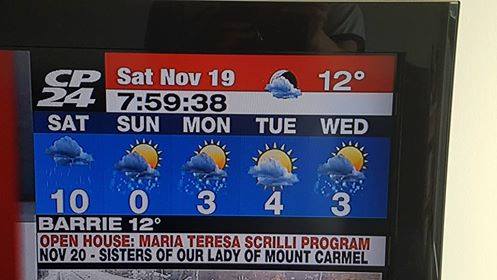 CP
24
Sat Nov 19 12°
7:59:38
SAT SUN MON TUE WED
10 0 3 4 3
BARRIE 12°
OPEN HOUSE: MARIA TERESA SCRILLI PROGRAM
NOV 20 - SISTERS OF OUR LADY OF MOUNT CARMEL